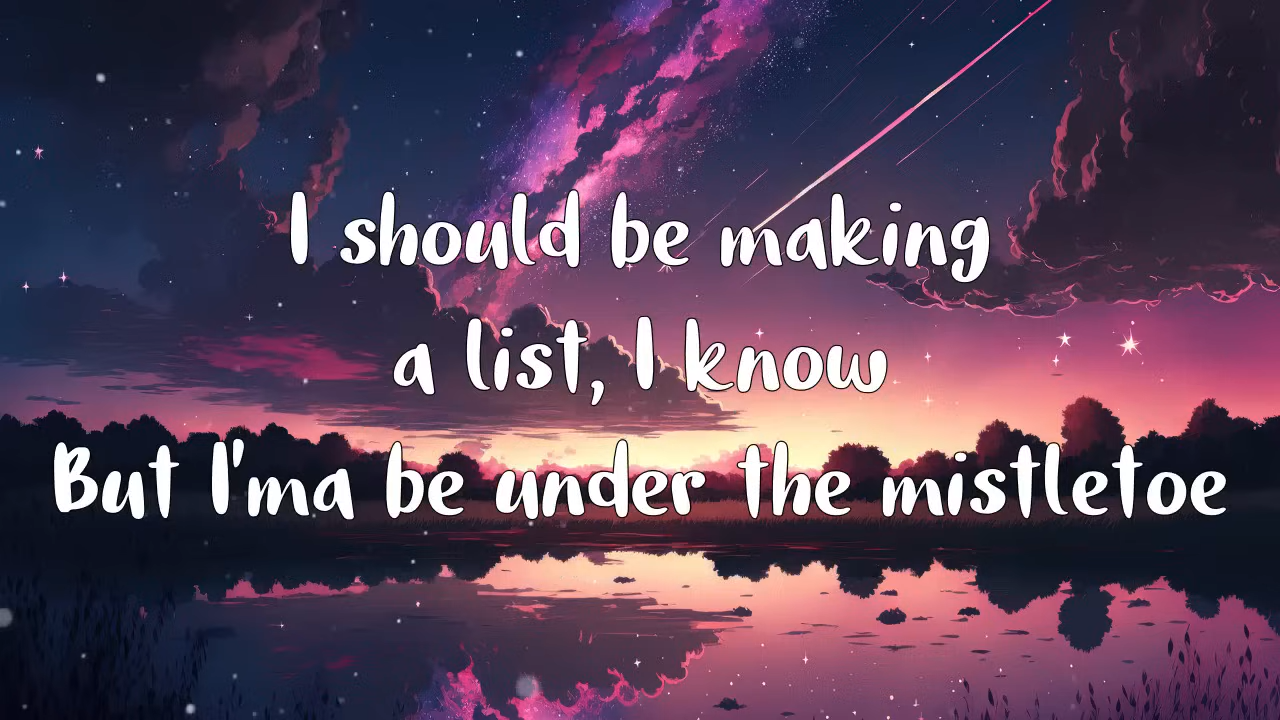 I should be making
a list, I know
But I'ma be under the mistletoe